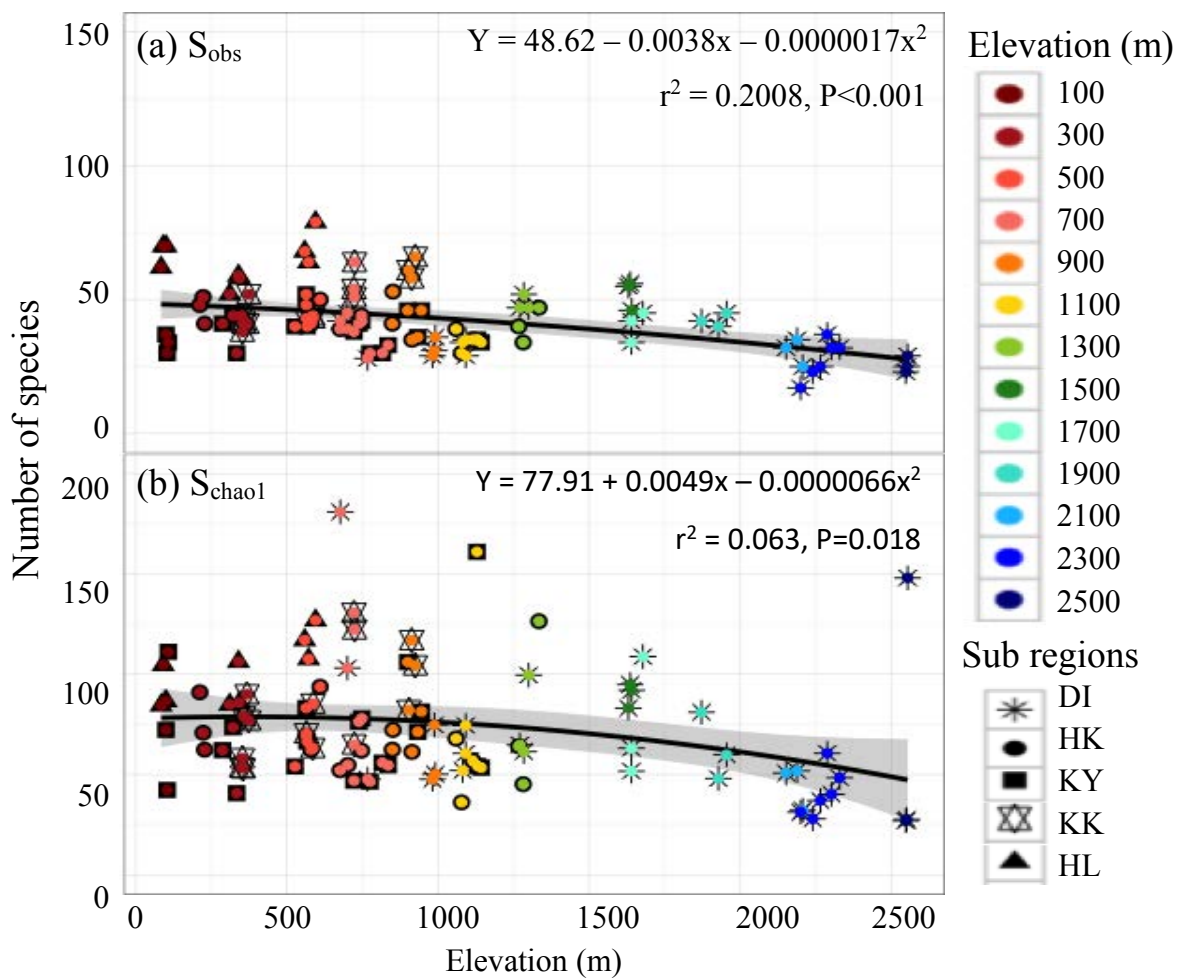 (a) S_obs
Y = 48.62 – 0.0038x – 0.0000017x²
r² = 0.2008, P<0.001
150
100
50
0
(b) S_chao1
Y = 77.91 + 0.0049x – 0.0000066x²
r² = 0.063, P=0.018
200
150
100
50
0
Number of species
0 500 1000 1500 2000 2500
Elevation (m)
Elevation (m)
100
300
500
700
900
1100
1300
1500
1700
1900
2100
2300
2500
Sub regions
DI
HK
KY
KK
HL